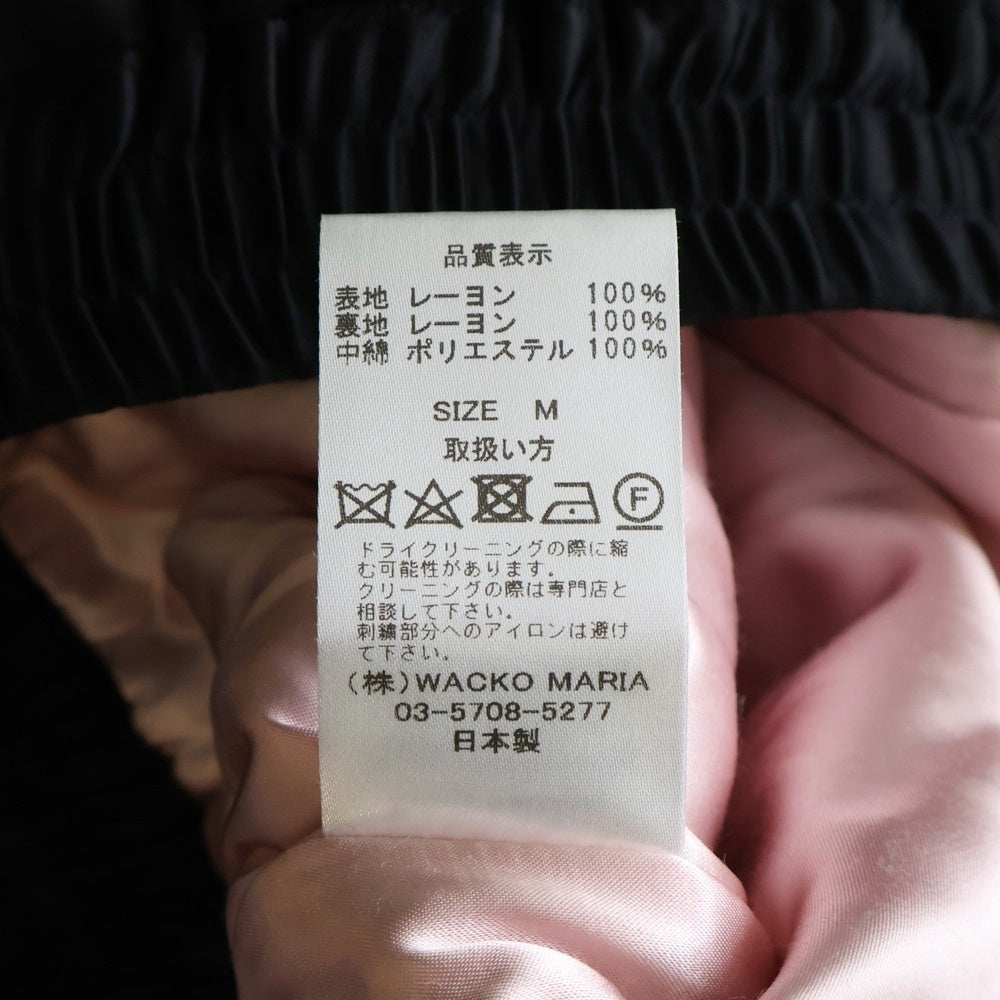 品質表示
表地 レーヨン 100%
裏地 レーヨン 100%
中綿 ポリエステル 100%
SIZE M
取扱い方
F
ドライクリーニングの際に縮
む可能性があります。
クリーニングの際は専門店と
相談して下さい。
刺繍部分へのアイロンは避け
て下さい。
(株)WACKO MARIA
03-5708-5277
日本製